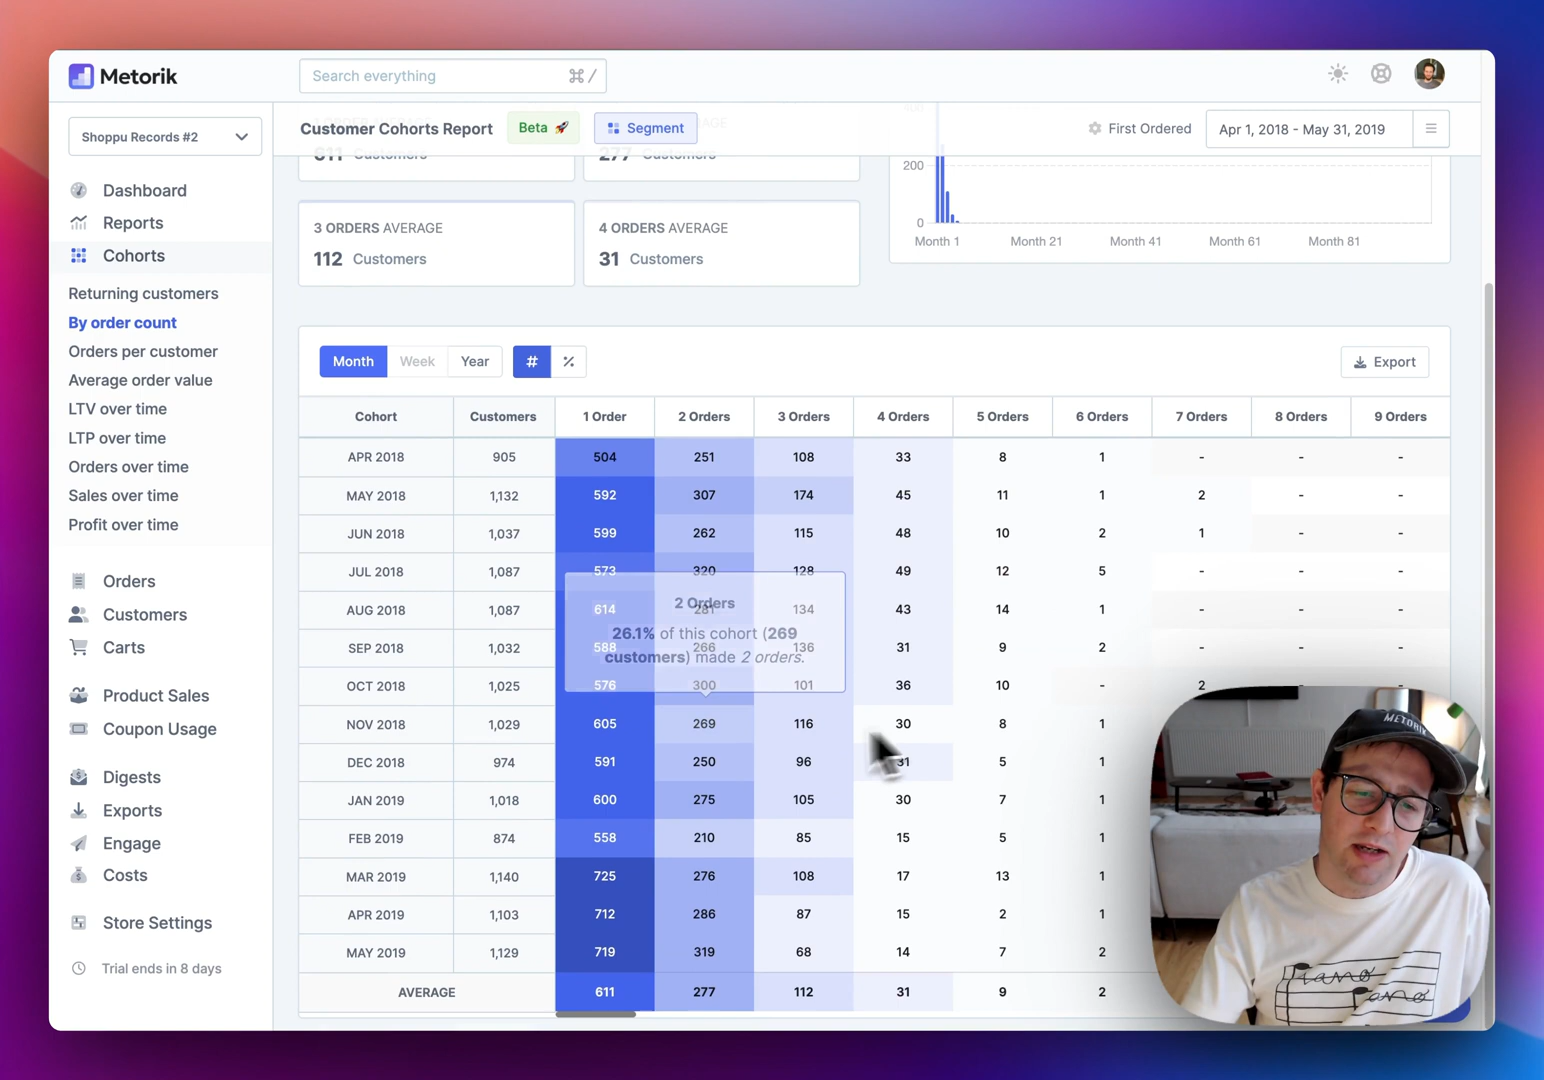 Metorik
Search everything ⌘ /
Shoppu Records #2
Customer Cohorts Report
Beta 🚀
Segment
First Ordered
Apr 1, 2018 - May 31, 2019
611 Customers
277 Customers
3 ORDERS AVERAGE
112 Customers
4 ORDERS AVERAGE
31 Customers
400
200
0
Month 1 Month 21 Month 41 Month 61 Month 81
Dashboard
Reports
Cohorts
Returning customers
By order count
Orders per customer
Average order value
LTV over time
LTP over time
Orders over time
Sales over time
Profit over time
Orders
Customers
Carts
Product Sales
Coupon Usage
Digests
Exports
Engage
Costs
Store Settings
Trial ends in 8 days
Month Week Year # % Export
Cohort Customers 1 Order 2 Orders 3 Orders 4 Orders 5 Orders 6 Orders 7 Orders 8 Orders 9 Orders
APR 2018 905 504 251 108 33 8 1 - - -
MAY 2018 1,132 592 307 174 45 11 1 2 - -
JUN 2018 1,037 599 262 115 48 10 2 1 - -
JUL 2018 1,087 573 320 128 49 12 5 - - -
AUG 2018 1,087 614 281 134 43 14 1 - - -
SEP 2018 1,032 588 266 136 31 9 2 - - -
OCT 2018 1,025 576 300 101 36 10 - 2 - -
NOV 2018 1,029 605 269 116 30 8 1
DEC 2018 974 591 250 96 31 5 1
JAN 2019 1,018 600 275 105 30 7 1
FEB 2019 874 558 210 85 15 5 1
MAR 2019 1,140 725 276 108 17 13 1
APR 2019 1,103 712 286 87 15 2 1
MAY 2019 1,129 719 319 68 14 7 2
AVERAGE 611 277 112 31 9 2
2 Orders
26.1% of this cohort (269
customers) made 2 orders.
METORIK
Piano
Piano